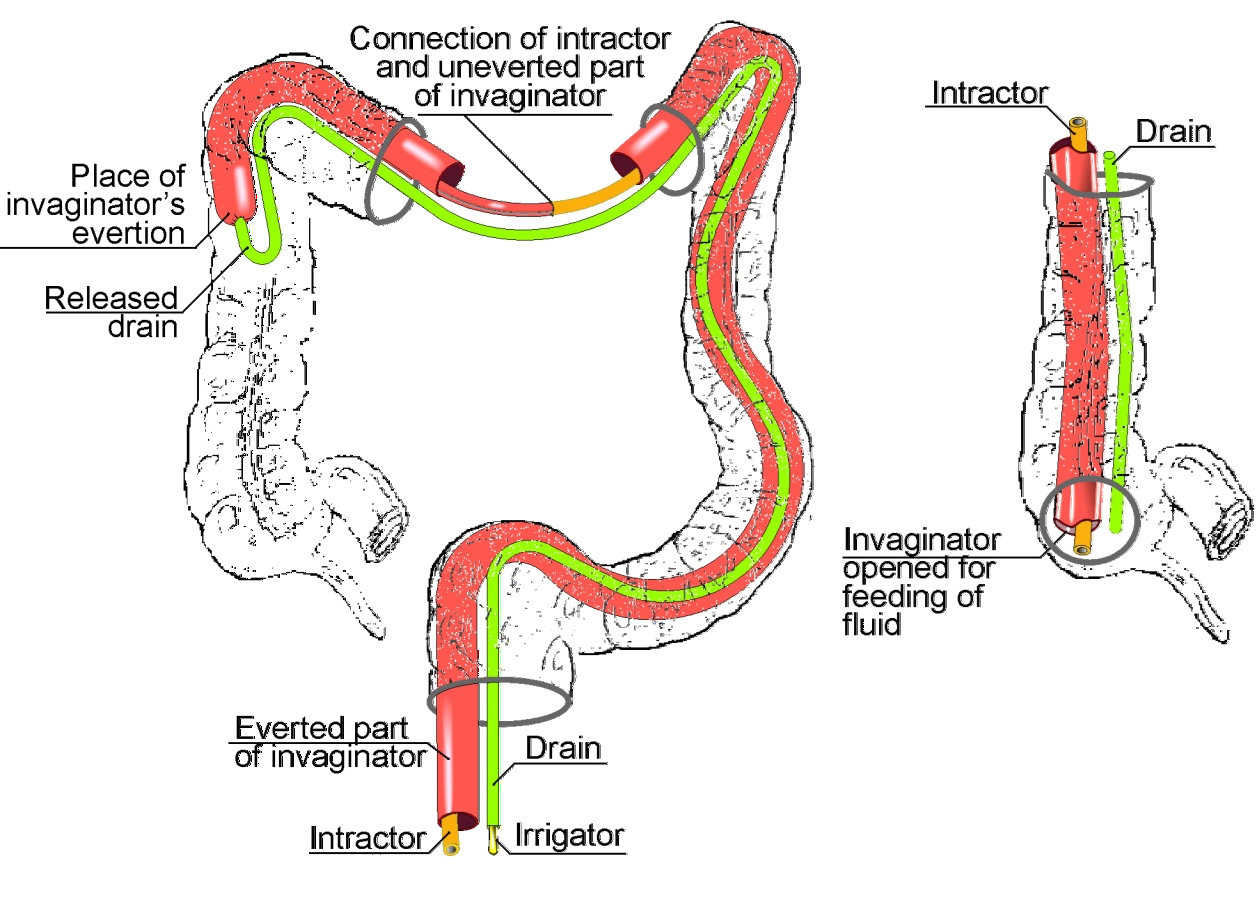 Connection of intractor
and uneverted part
of invaginator
Place of
invaginator's
evertion
Released
drain
Everted part
of invaginator
Drain
Intractor
Irrigator
Intractor
Drain
Invaginator
opened for
feeding of
fluid